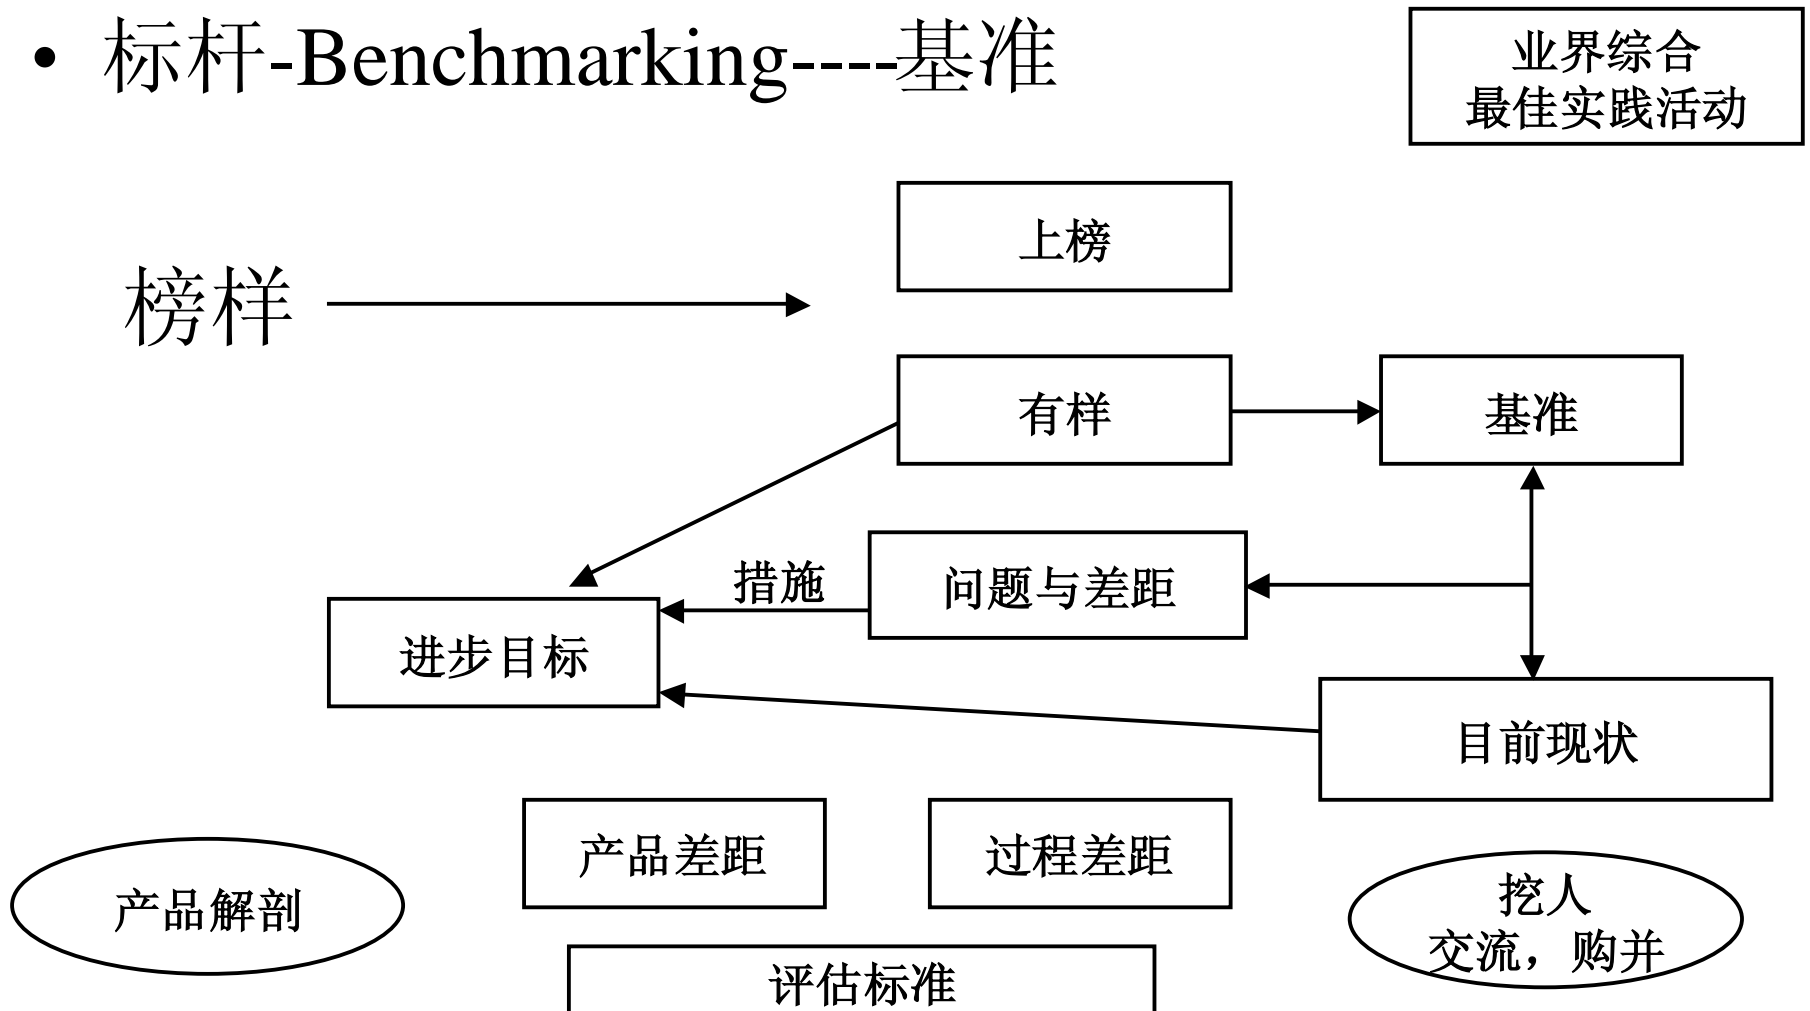 • 标杆-Benchmarking----基准
业界综合
最佳实践活动
上榜
榜样
有样
基准
措施
问题与差距
进步目标
目前现状
产品差距
过程差距
产品解剖
挖人
交流，购并
评估标准